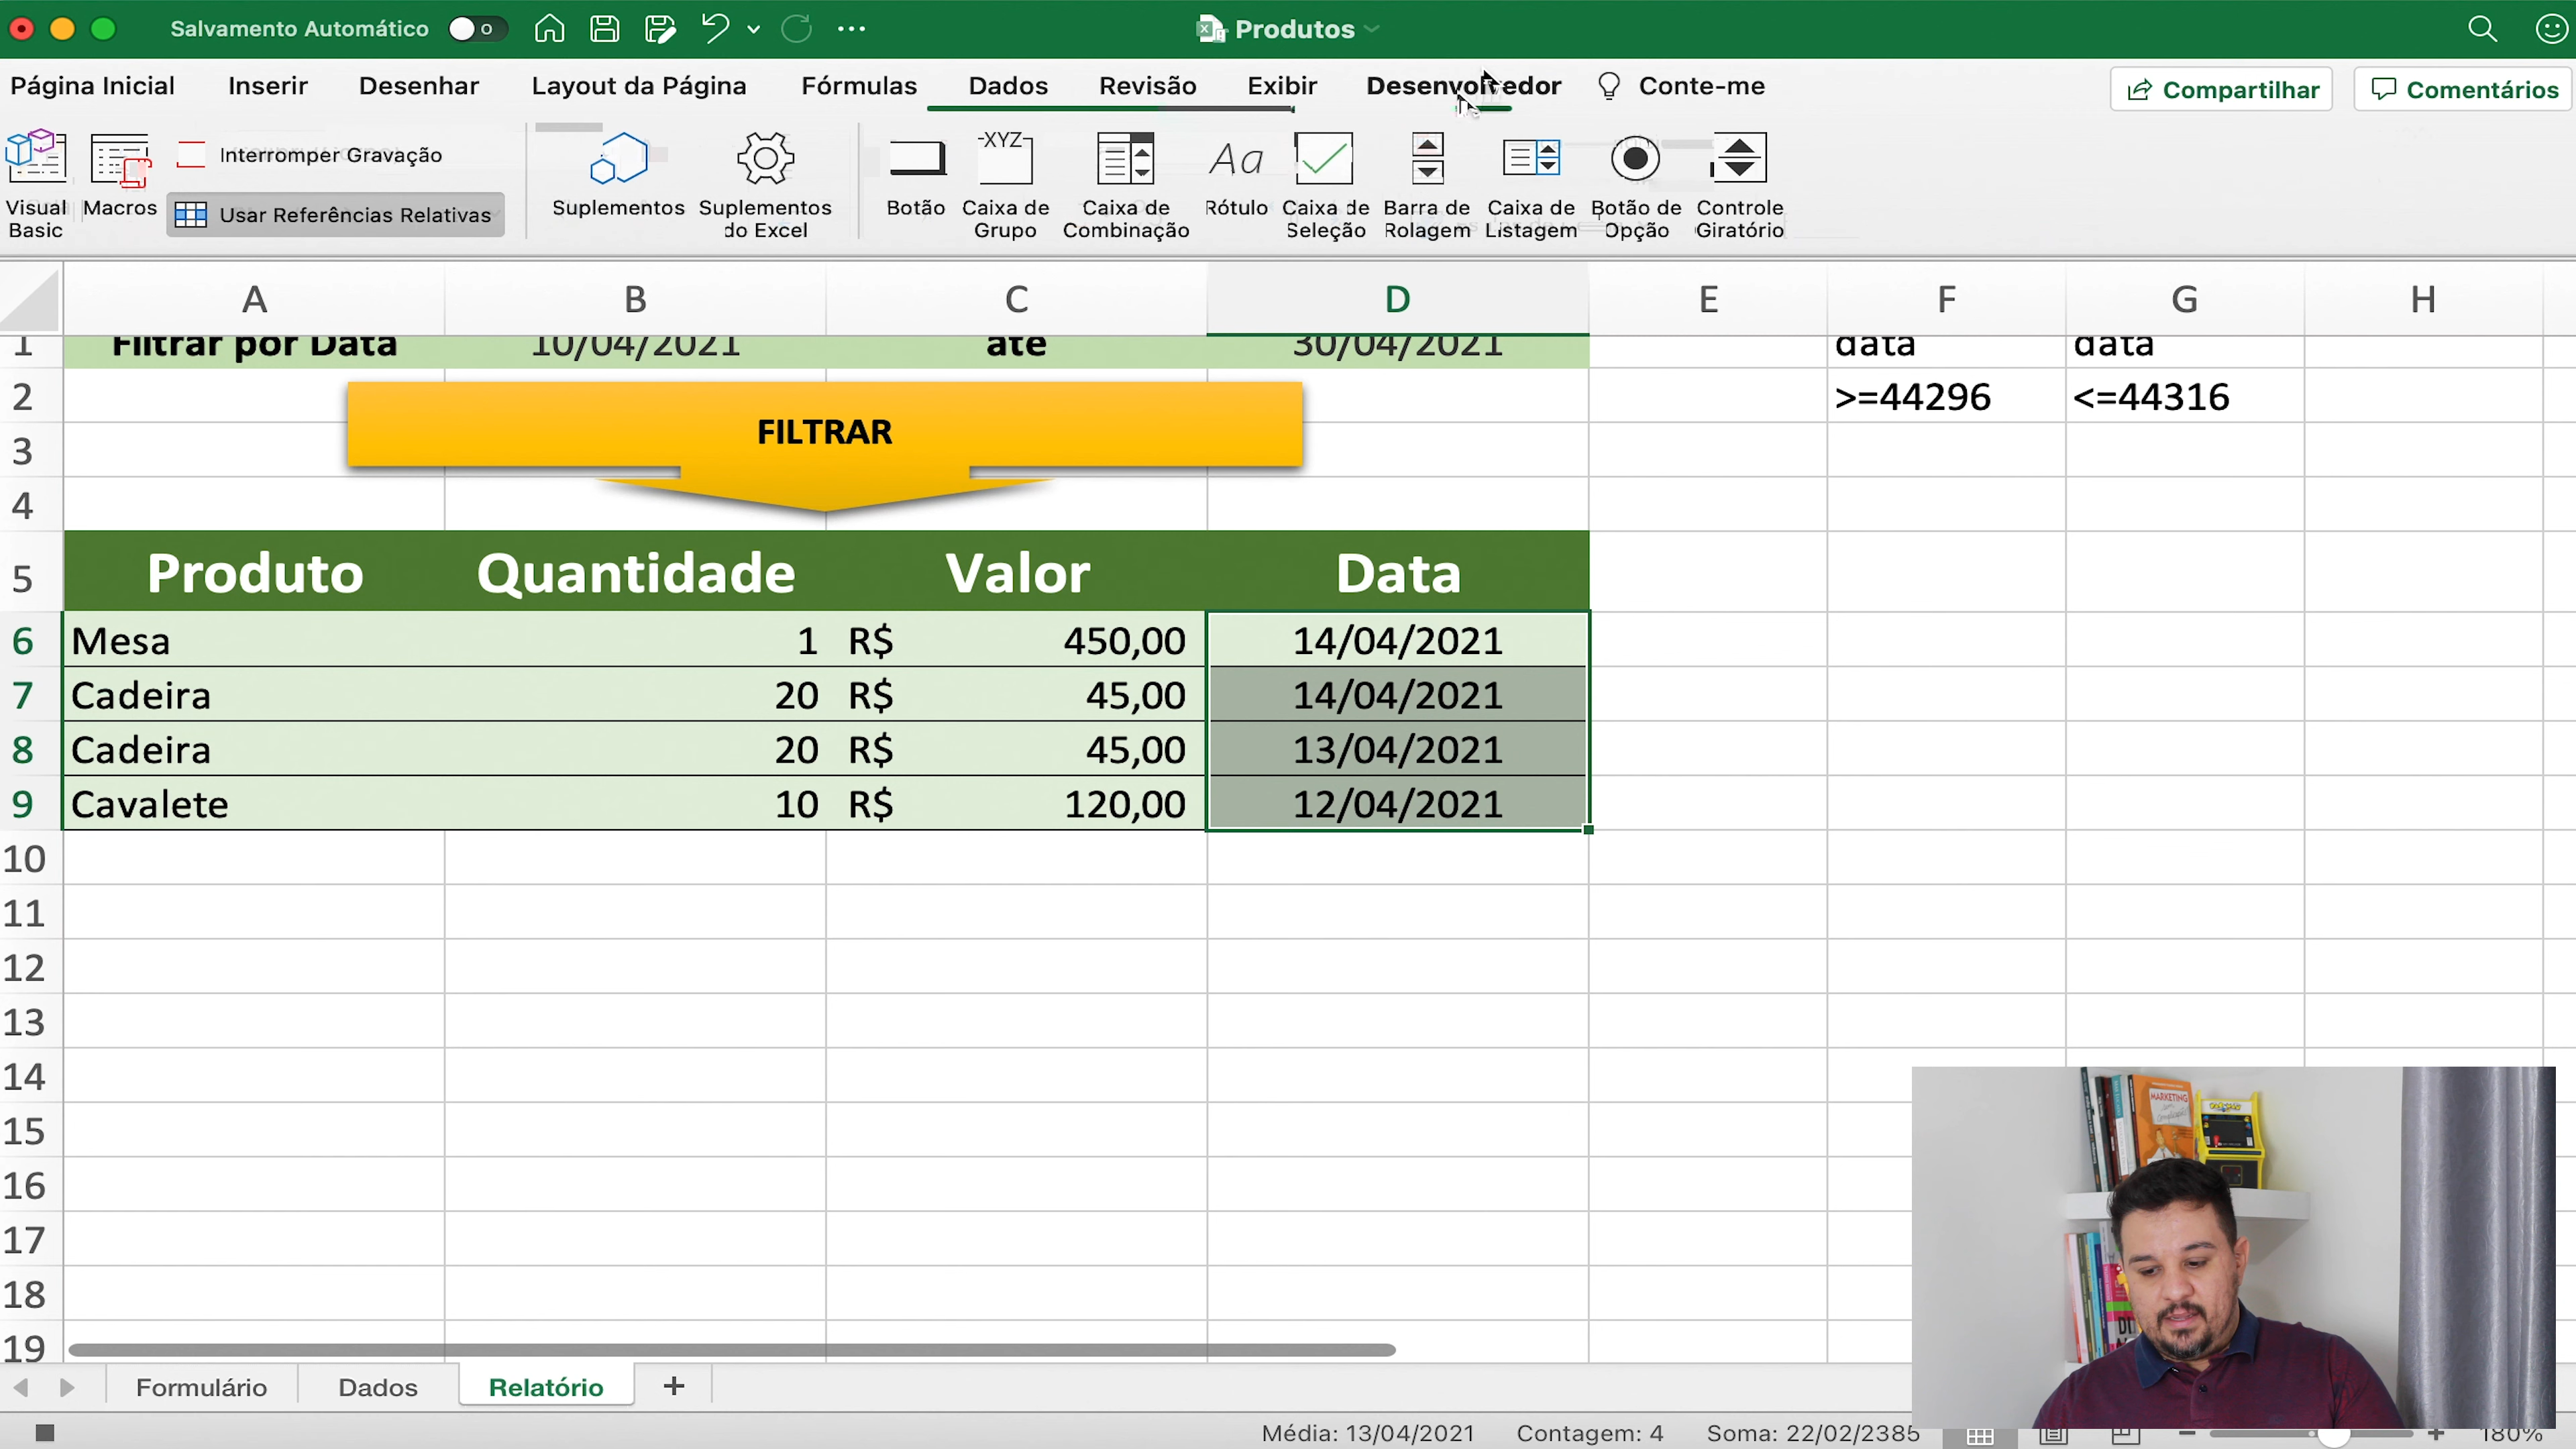 Salvamento Automático
Produtos
Página Inicial Inserir Desenhar Layout da Página Fórmulas Dados Revisão Exibir Desenvolvedor Conte-me Compartilhar Comentários
Visual Basic
Macros
Interromper Gravação
Usar Referências Relativas
Suplementos
Suplementos do Excel
Botão
-XYZ-
Caixa de Grupo
Caixa de Combinação
Aa
Rótulo
Caixa de Seleção
Barra de Rolagem
Caixa de Listagem
Botão de Opção
Controle Giratório
A B C D E F G H
1 Filtrar por Data 10/04/2021 até 30/04/2021 data data
2 >=44296 <=44316
FILTRAR
3
4
5 Produto Quantidade Valor Data
6 Mesa 1 R$ 450,00 14/04/2021
7 Cadeira 20 R$ 45,00 14/04/2021
8 Cadeira 20 R$ 45,00 13/04/2021
9 Cavalete 10 R$ 120,00 12/04/2021
10
11
12
13
14
15
16
17
18
19
MARKETING
Formulário Dados Relatório +
Média: 13/04/2021 Contagem: 4 Soma: 22/02/2385 180%